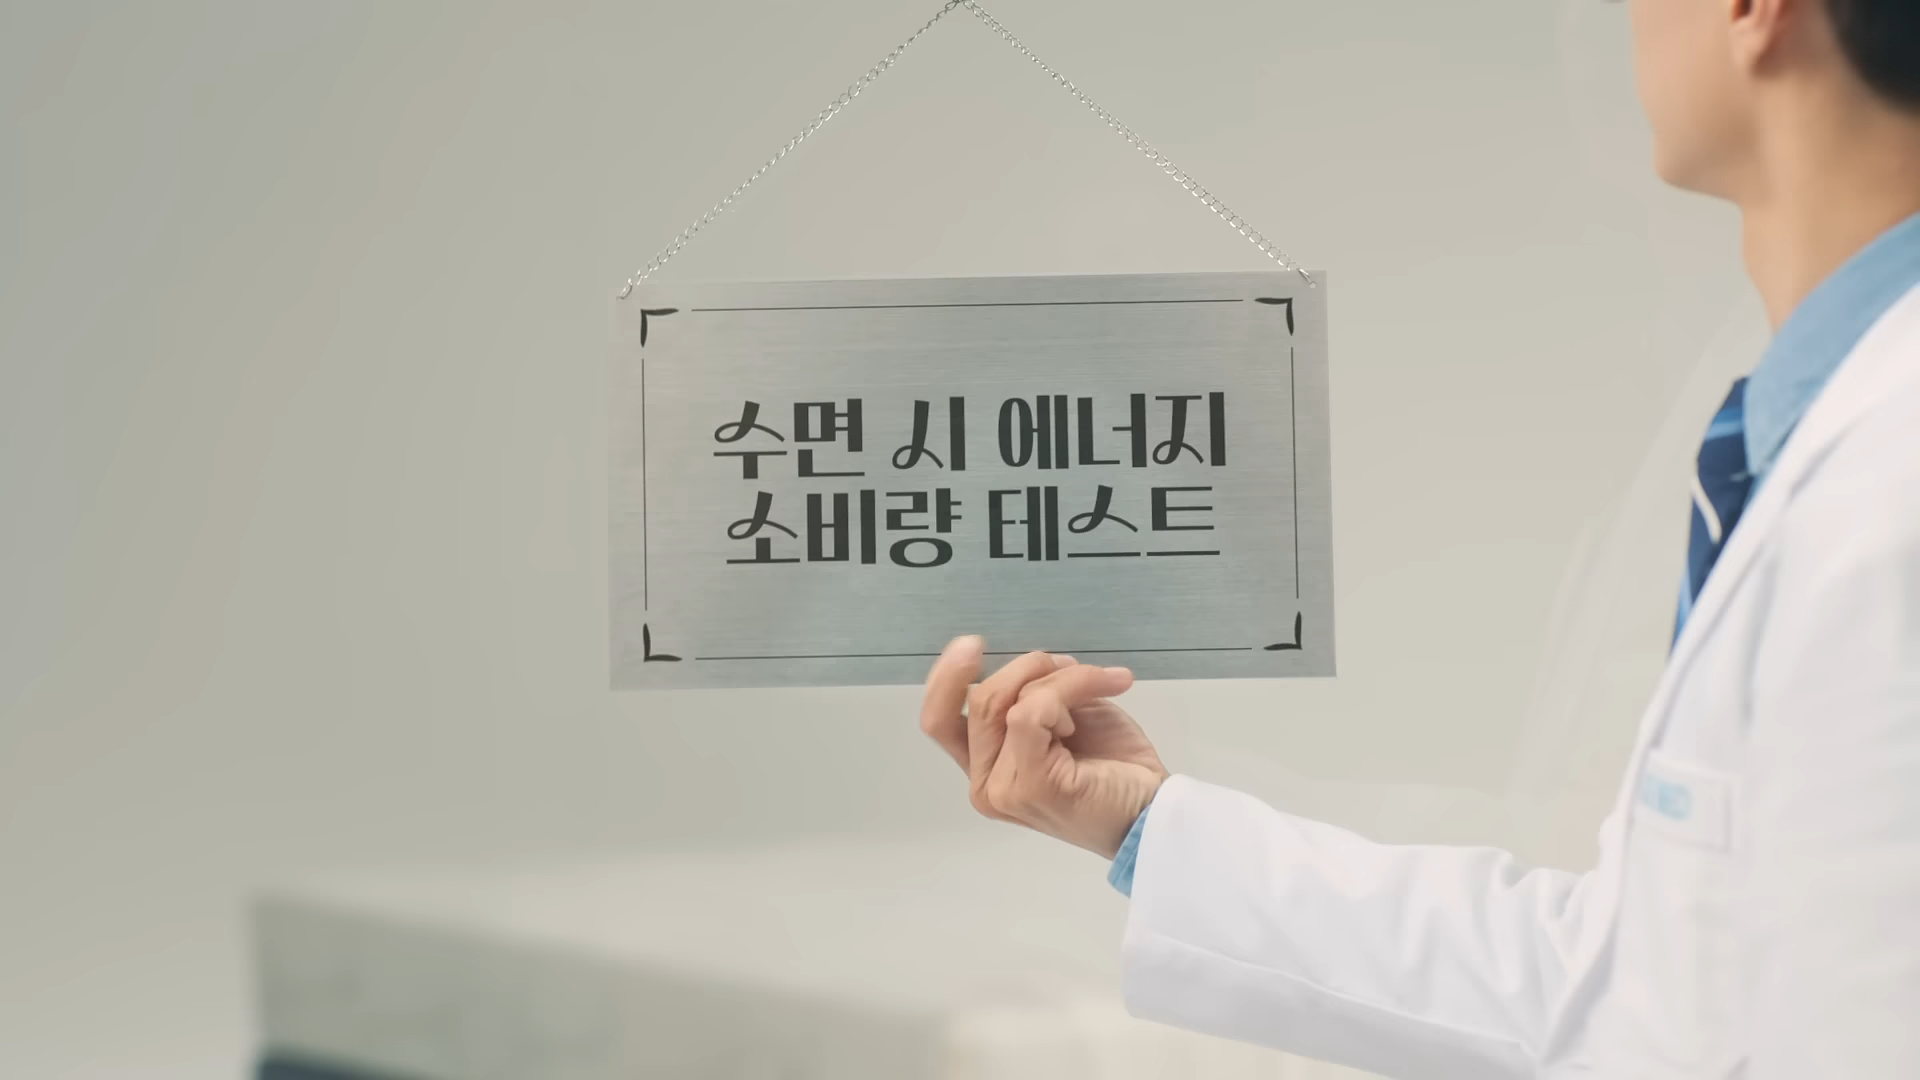 수면 시 에너지
소비량 테스트